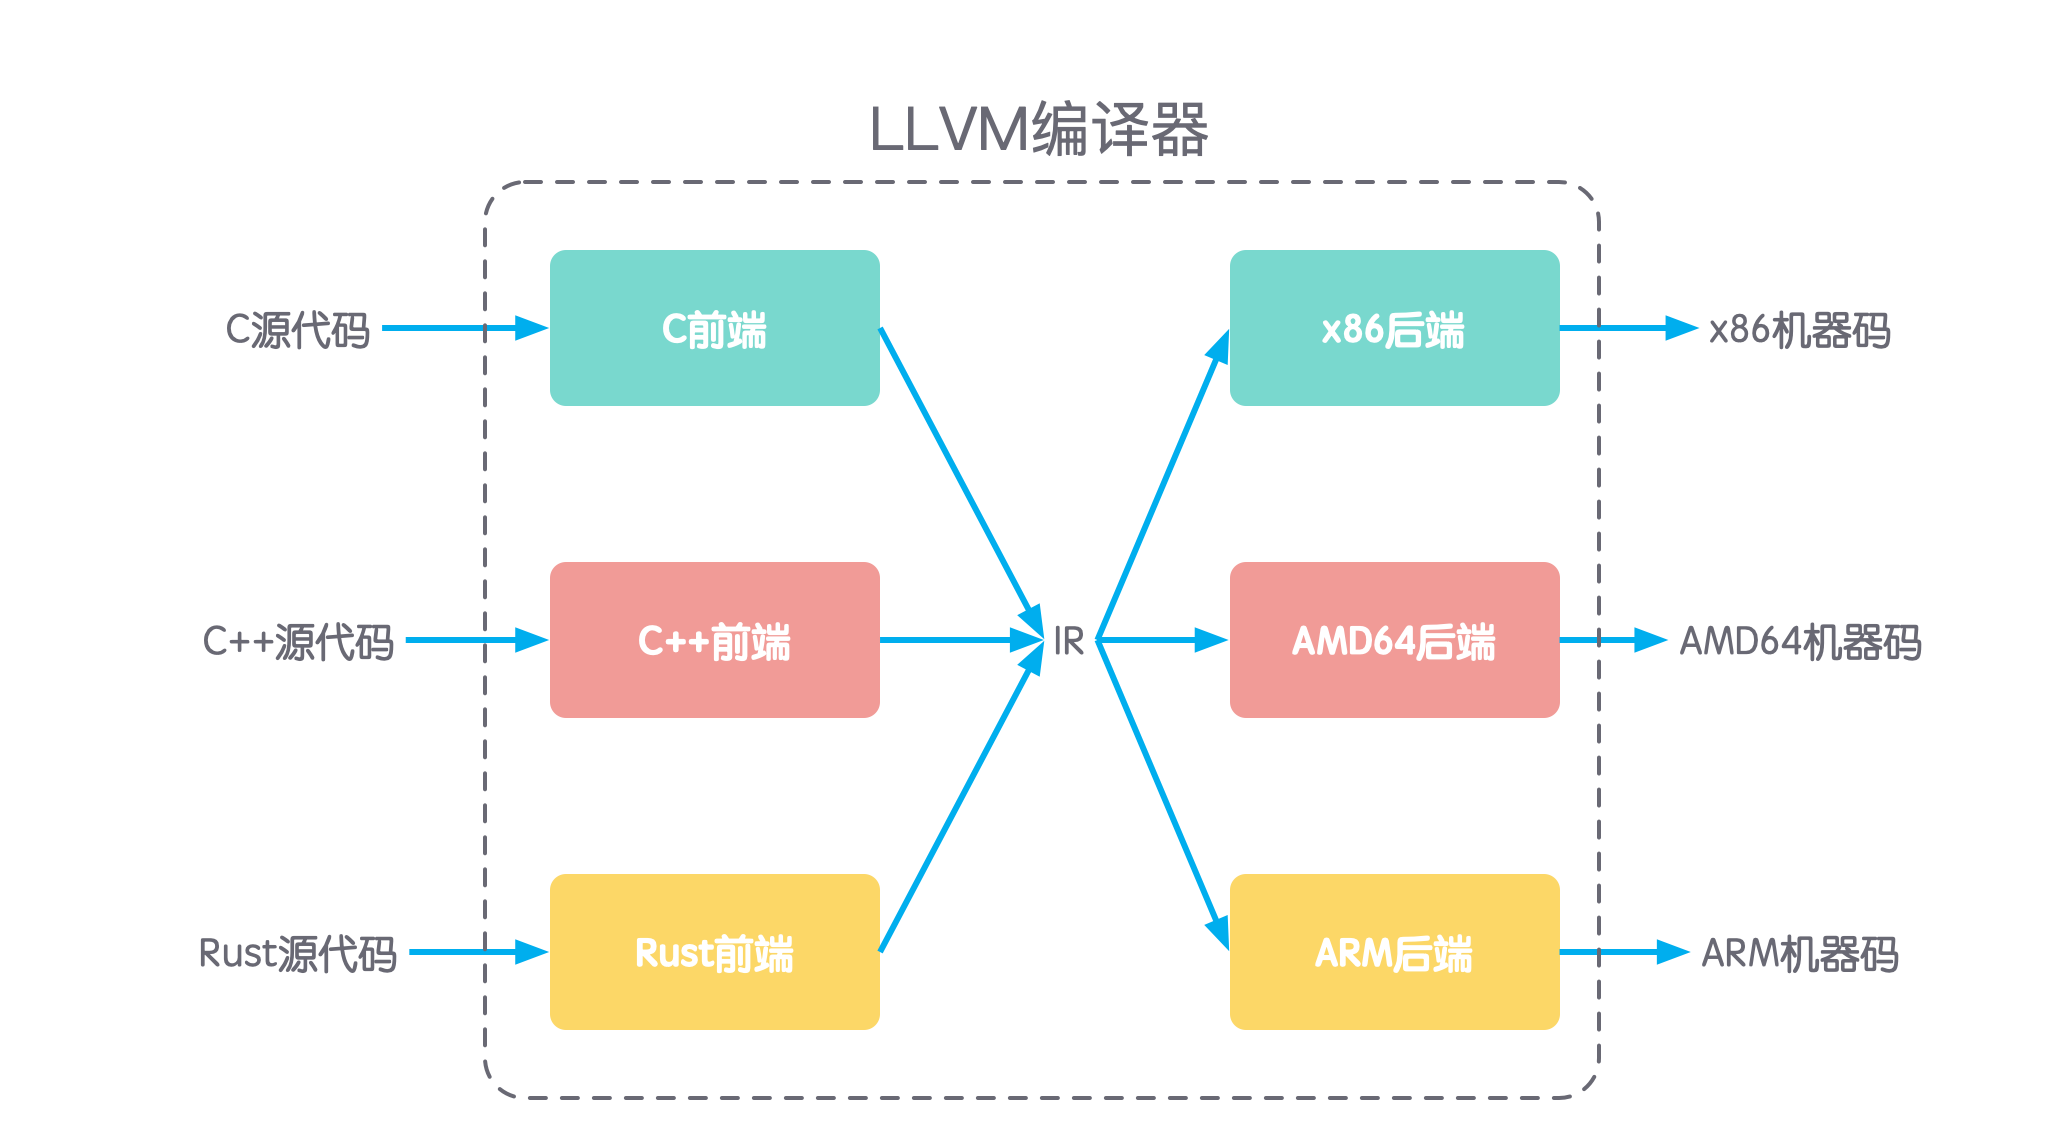 LLVM编译器
C源代码
C前端
x86后端
x86机器码
C++源代码
C++前端
IR
AMD64后端
AMD64机器码
Rust源代码
Rust前端
ARM后端
ARM机器码